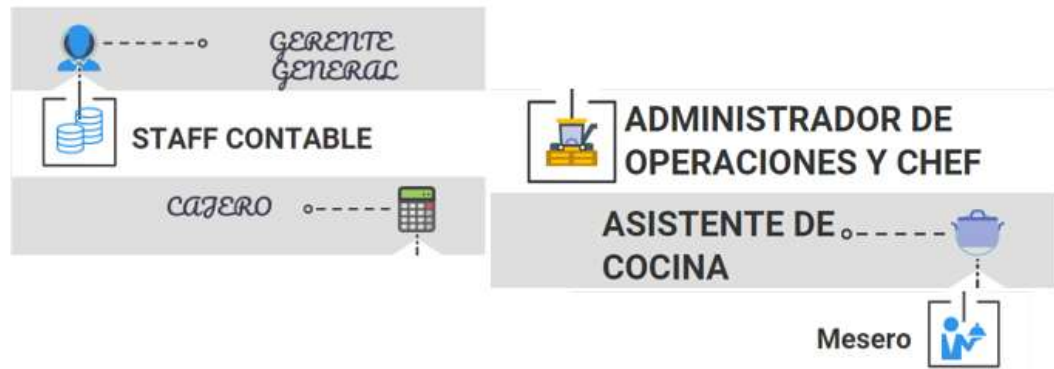 GERENTE
GENERAL
STAFF CONTABLE
CAJERO
ADMINISTRADOR DE
OPERACIONES Y CHEF
ASISTENTE DE
COCINA
Mesero